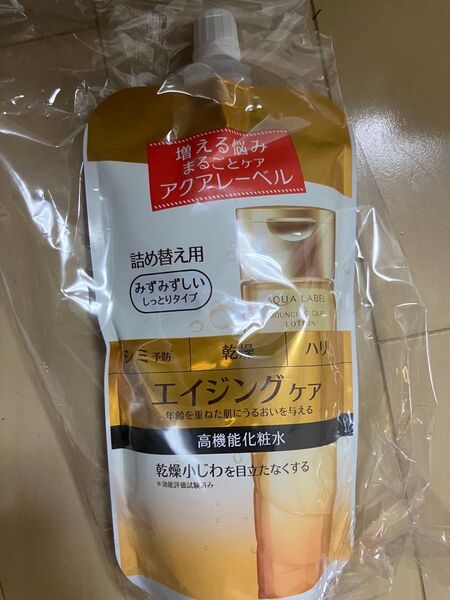 増える悩み
まるごとケア
アクアレーベル
詰め替え用
みずみずしい
しっとりタイプ
AQUA LABEL
BOUNCING CARE
LOTION
シミ予防 乾燥 ハリ
エイジングケア
年齢を重ねた肌にうるおいを与える
高機能化粧水
乾燥小じわを目立たなくする
※効能評価試験済み